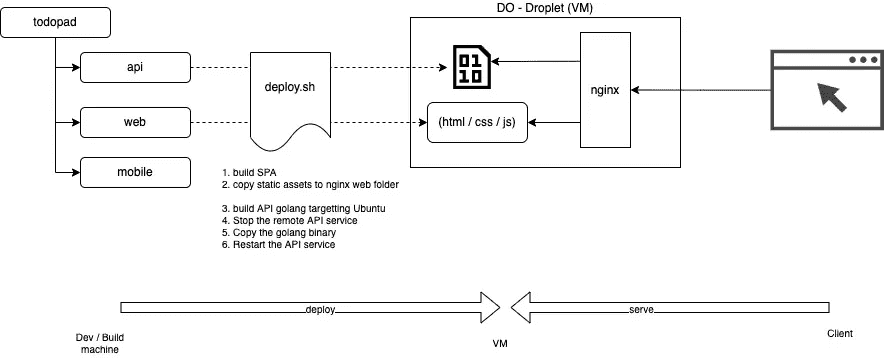 todopad
DO - Droplet (VM)
api
deploy.sh
01
10
nginx
web
(html / css / js)
mobile
1. build SPA
2. copy static assets to nginx web folder
3. build API golang targetting Ubuntu
4. Stop the remote API service
5. Copy the golang binary
6. Restart the API service
deploy
serve
Dev / Build
machine
VM
Client